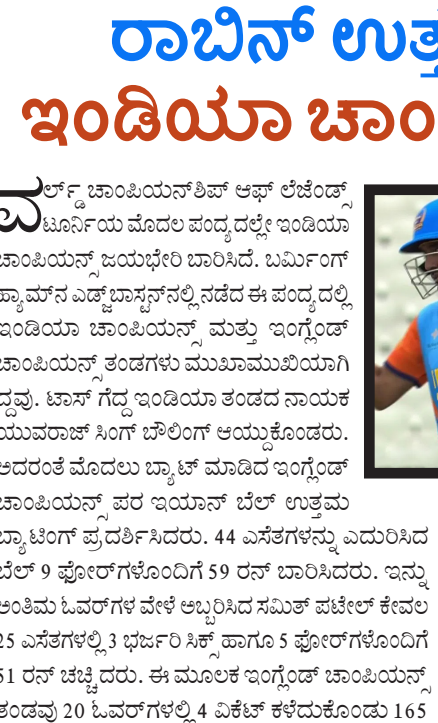 ರಾಬಿನ್ ಉತ್ತ
ಇಂಡಿಯಾ ಚಾಂ
ವರ್ಲ್ಡ್ ಚಾಂಪಿಯನ್‌ಶಿಪ್ ಆಫ್ ಲೆಜೆಂಡ್ಸ್
ಟೂರ್ನಿಯ ಮೊದಲ ಪಂದ್ಯದಲ್ಲೇ ಇಂಡಿಯಾ
ಚಾಂಪಿಯನ್ಸ್ ಜಯಭೇರಿ ಬಾರಿಸಿದೆ. ಬರ್ಮಿಂಗ್
ಹ್ಯಾಮ್‌ನ ಎಡ್ಜ್‌ಬಾಸ್ಟನ್‌ನಲ್ಲಿ ನಡೆದ ಈ ಪಂದ್ಯದಲ್ಲಿ
ಇಂಡಿಯಾ ಚಾಂಪಿಯನ್ಸ್ ಮತ್ತು ಇಂಗ್ಲೆಂಡ್
ಚಾಂಪಿಯನ್ಸ್ ತಂಡಗಳು ಮುಖಾಮುಖಿಯಾಗಿ
ದ್ದವು. ಟಾಸ್ ಗೆದ್ದ ಇಂಡಿಯಾ ತಂಡದ ನಾಯಕ
ಯುವರಾಜ್ ಸಿಂಗ್ ಬೌಲಿಂಗ್ ಆಯ್ದುಕೊಂಡರು.
ಅದರಂತೆ ಮೊದಲು ಬ್ಯಾಟ್ ಮಾಡಿದ ಇಂಗ್ಲೆಂಡ್
ಚಾಂಪಿಯನ್ಸ್ ಪರ ಇಯಾನ್ ಬೆಲ್ ಉತ್ತಮ
ಬ್ಯಾಟಿಂಗ್ ಪ್ರದರ್ಶಿಸಿದರು. 44 ಎಸೆತಗಳನ್ನು ಎದುರಿಸಿದ
ಬೆಲ್ 9 ಫೋರ್‌ಗಳೊಂದಿಗೆ 59 ರನ್ ಬಾರಿಸಿದರು. ಇನ್ನು
ಅಂತಿಮ ಓವರ್‌ಗಳ ವೇಳೆ ಅಬ್ಬರಿಸಿದ ಸಮಿತ್ ಪಟೇಲ್ ಕೇವಲ
25 ಎಸೆತಗಳಲ್ಲಿ 3 ಭರ್ಜರಿ ಸಿಕ್ಸ್ ಹಾಗೂ 5 ಫೋರ್‌ಗಳೊಂದಿಗೆ
51 ರನ್ ಚಚ್ಚಿದರು. ಈ ಮೂಲಕ ಇಂಗ್ಲೆಂಡ್ ಚಾಂಪಿಯನ್ಸ್
ತಂಡವು 20 ಓವರ್‌ಗಳಲ್ಲಿ 4 ವಿಕೆಟ್ ಕಳೆದುಕೊಂಡು 165